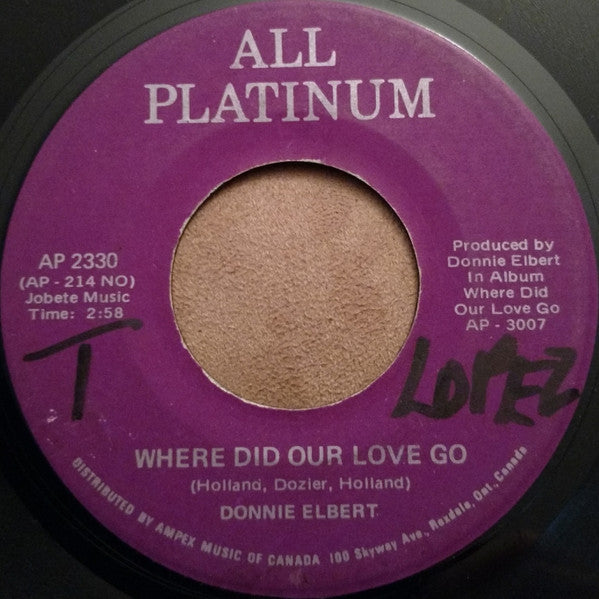 ALL
PLATINUM
AP 2330
(AP - 214 NO)
Jobete Music
Time: 2:58
Produced by
Donnie Elbert
In Album
Where Did
Our Love Go
AP - 3007
T LOPEZ
WHERE DID OUR LOVE GO
(Holland, Dozier, Holland)
DONNIE ELBERT
DISTRIBUTED BY AMPEX MUSIC OF CANADA 100 Skyway Ave., Rexdale, Ont., Canada